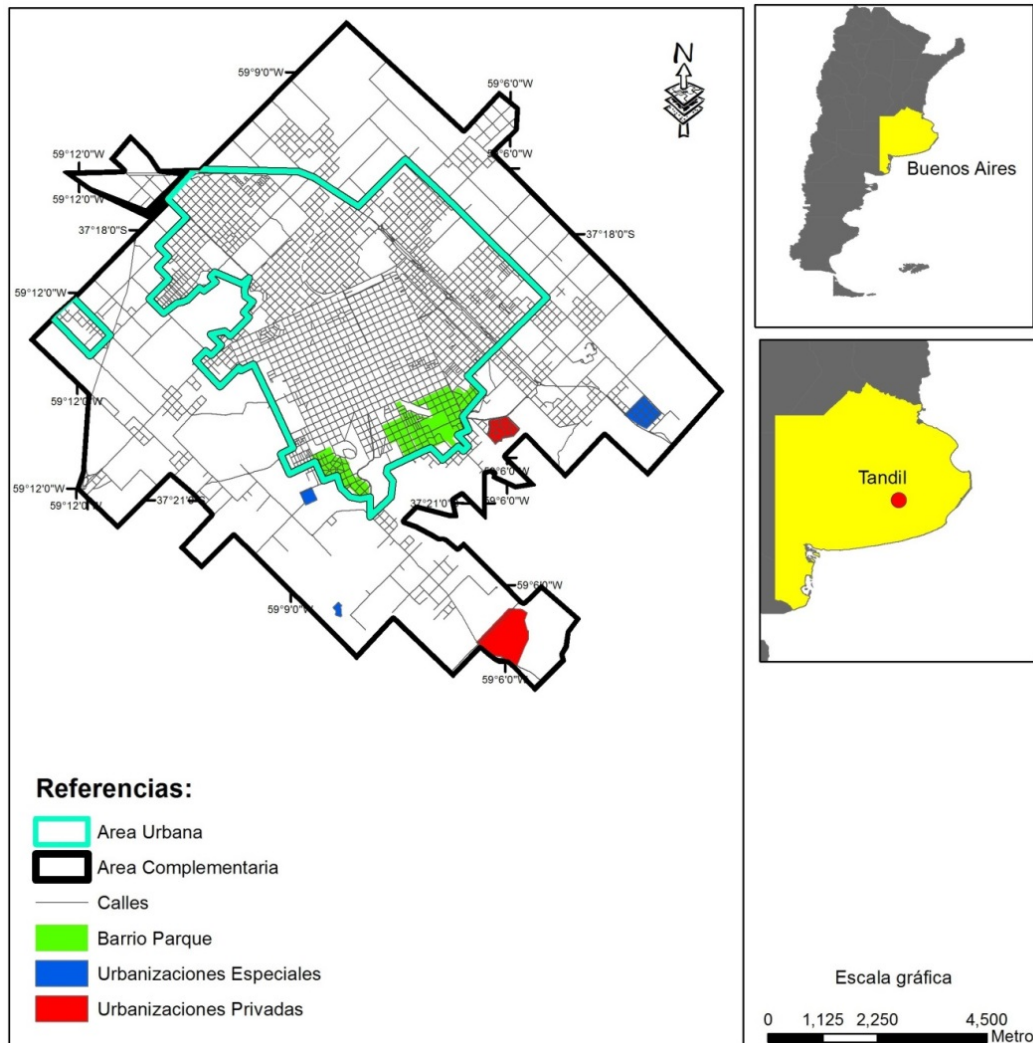 N
59°9'0"W
59°6'0"W
59°12'0"W
59°6'0"W
59°12'0"W
37°18'0"S
37°18'0"S
59°12'0"W
59°12'0"W
59°12'0"W
59°12'0"W
37°21'0"
59°6'0"W
59°6'0"W
37°21'0"
59°6'0"W
59°9'0"W
59°6'0"W
Referencias:
Area Urbana
Area Complementaria
Calles
Barrio Parque
Urbanizaciones Especiales
Urbanizaciones Privadas
Buenos Aires
Tandil
Escala gráfica
0 1,125 2,250 4,500
Metro